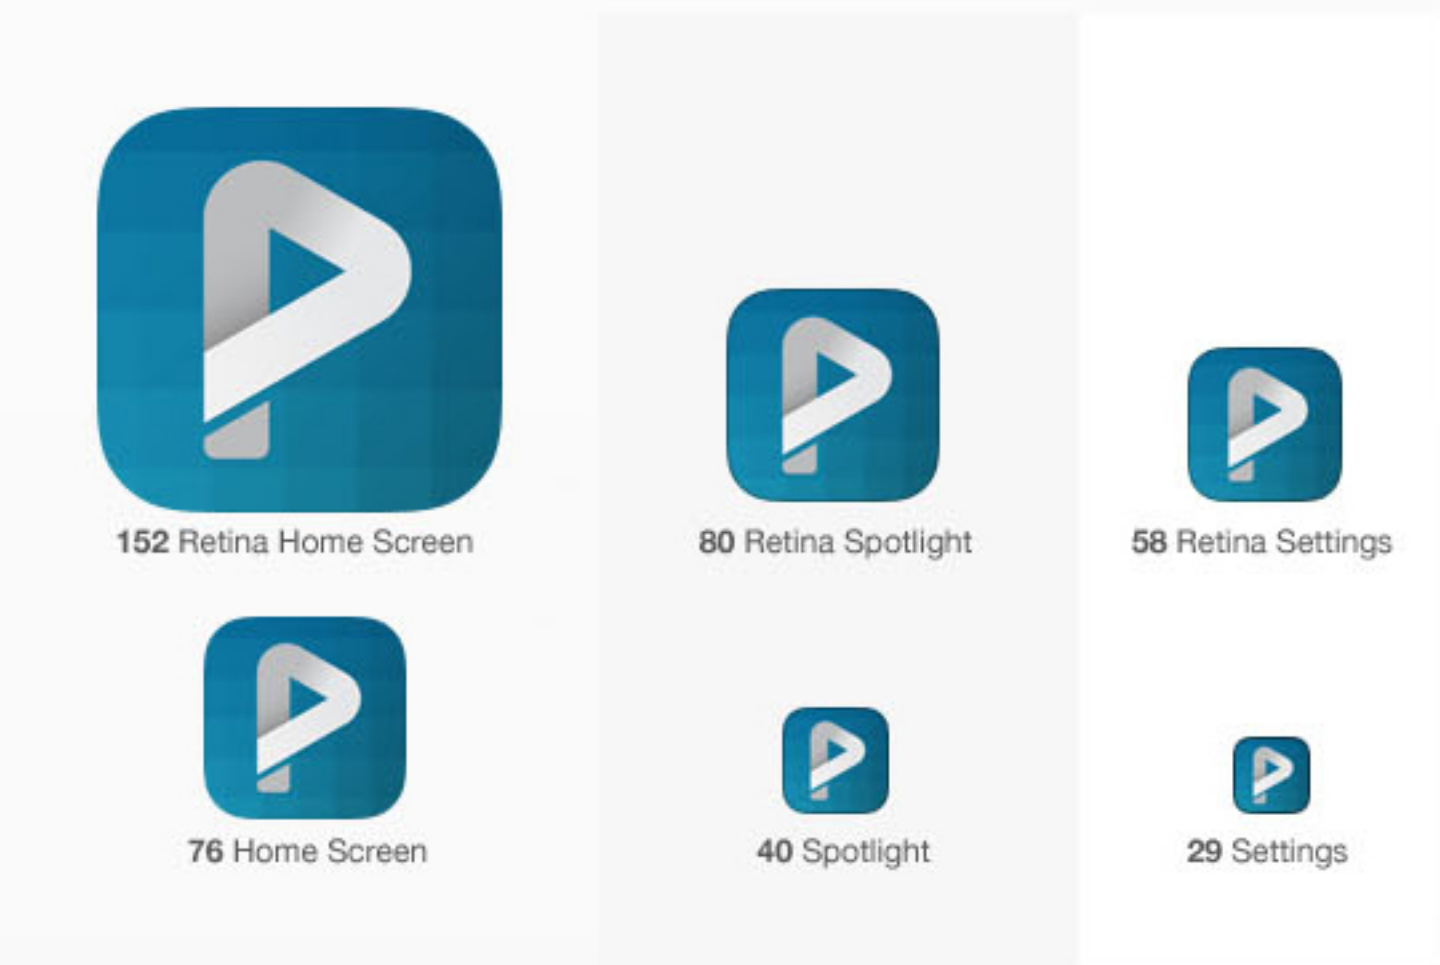 152 Retina Home Screen
80 Retina Spotlight
58 Retina Settings
76 Home Screen
40 Spotlight
29 Settings